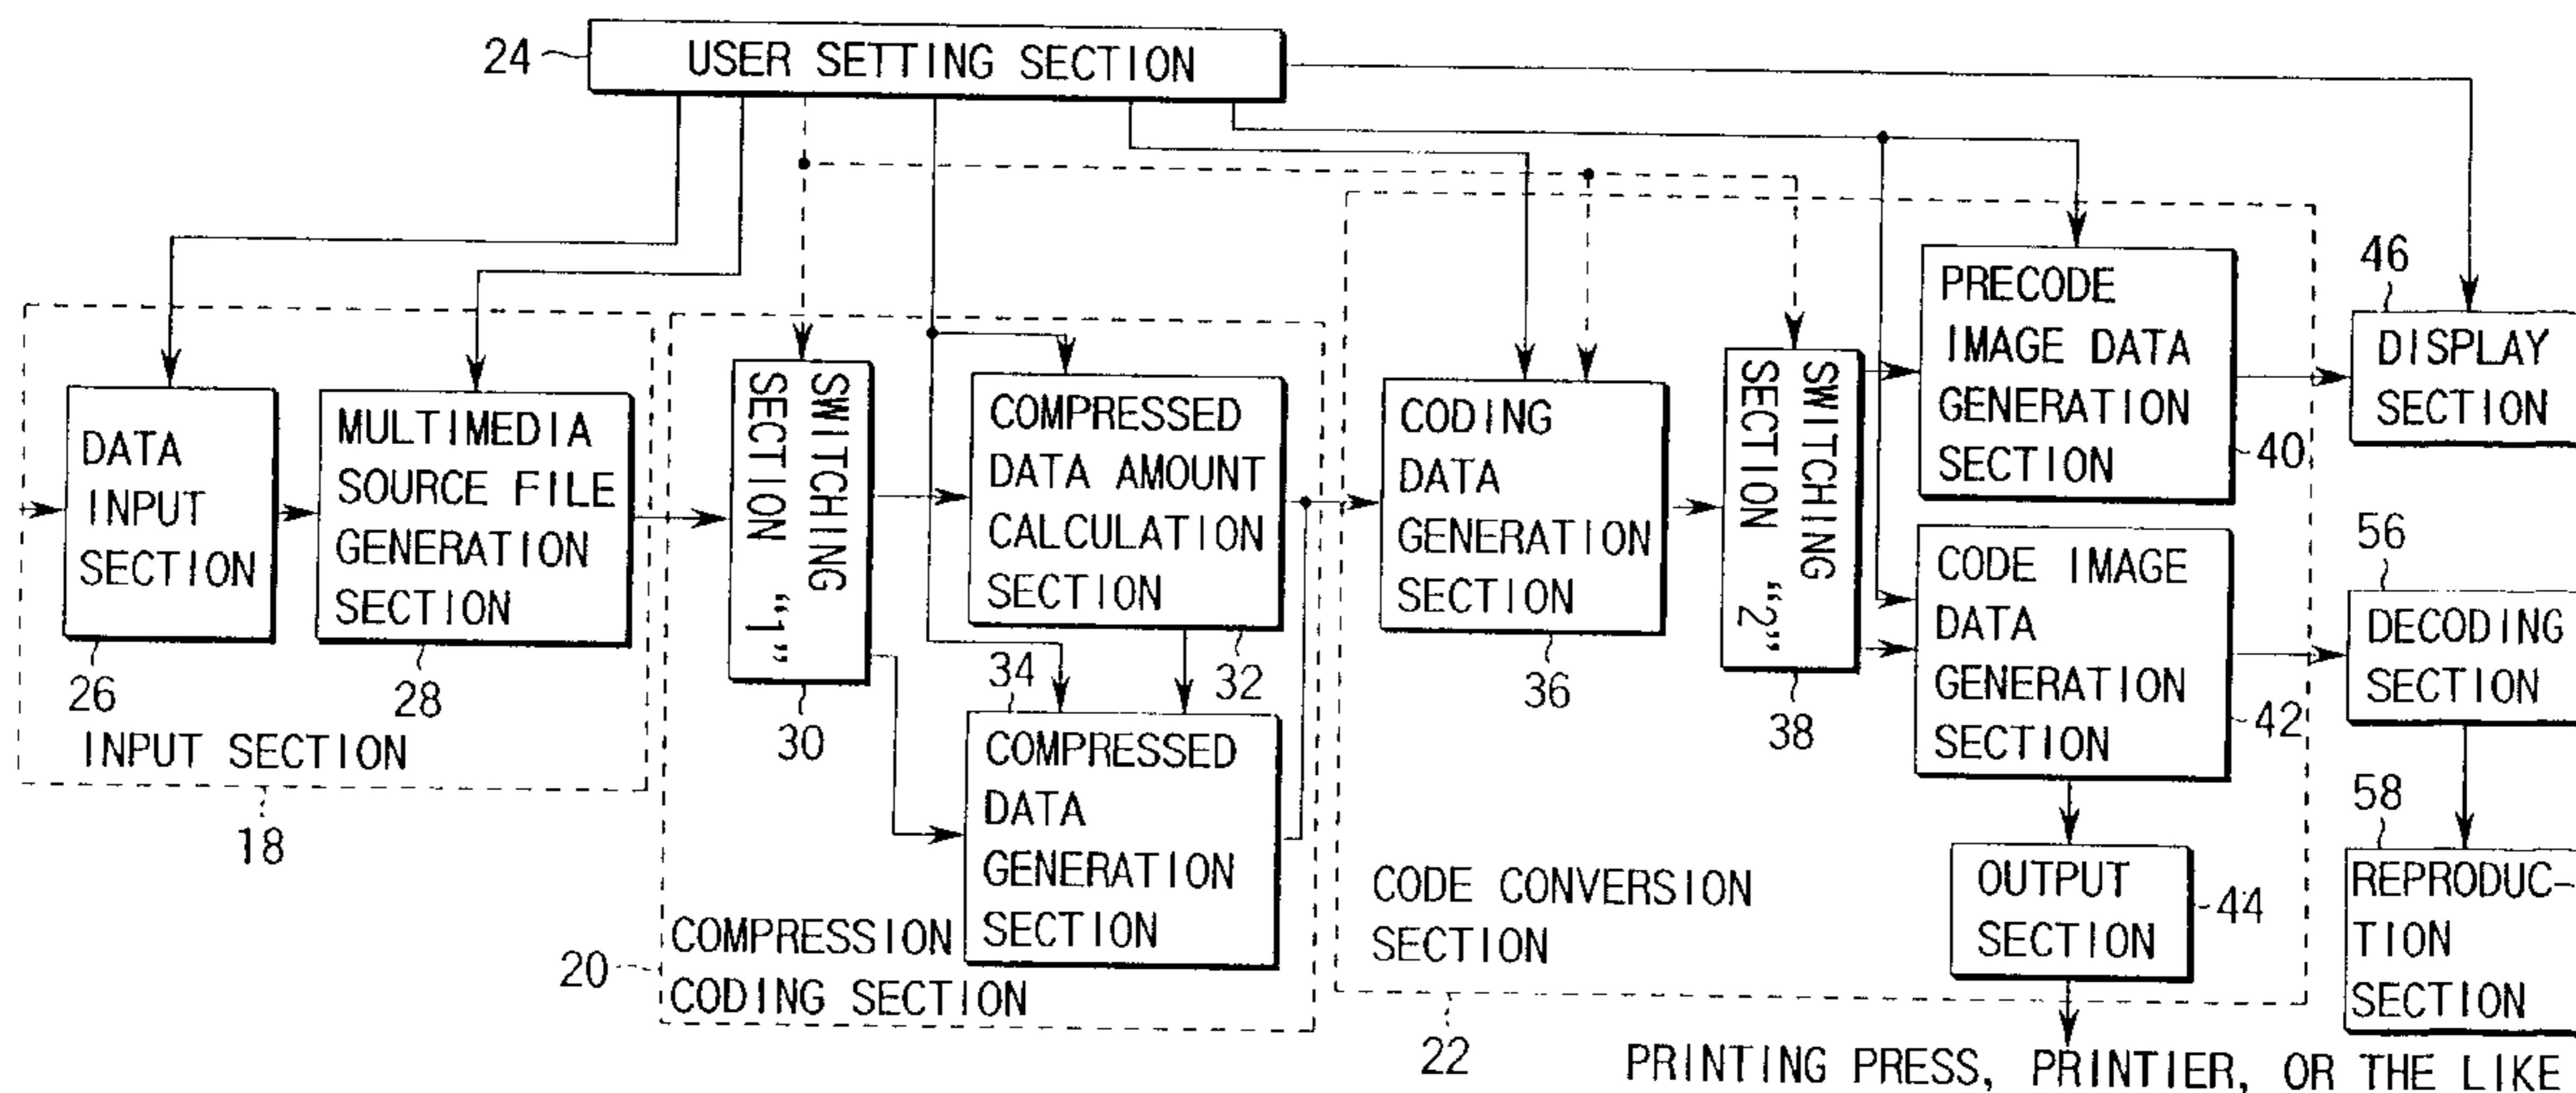 24
USER SETTING SECTION
DATA
INPUT
SECTION
26
MULTIMEDIA
SOURCE FILE
GENERATION
SECTION
28
INPUT SECTION
18
SWITCHING
SECTION “1”
30
COMPRESSED
DATA AMOUNT
CALCULATION
SECTION
32
34
COMPRESSED
DATA
GENERATION
SECTION
COMPRESSION
CODING SECTION
20
CODING
DATA
GENERATION
SECTION
36
SWITCHING
SECTION “2”
38
PRECODE
IMAGE DATA
GENERATION
SECTION
40
CODE IMAGE
DATA
GENERATION
SECTION
42
OUTPUT
SECTION
44
CODE CONVERSION
SECTION
22
46
DISPLAY
SECTION
56
DECODING
SECTION
58
REPRODUC-
TION
SECTION
PRINTING PRESS, PRINTIER, OR THE LIKE